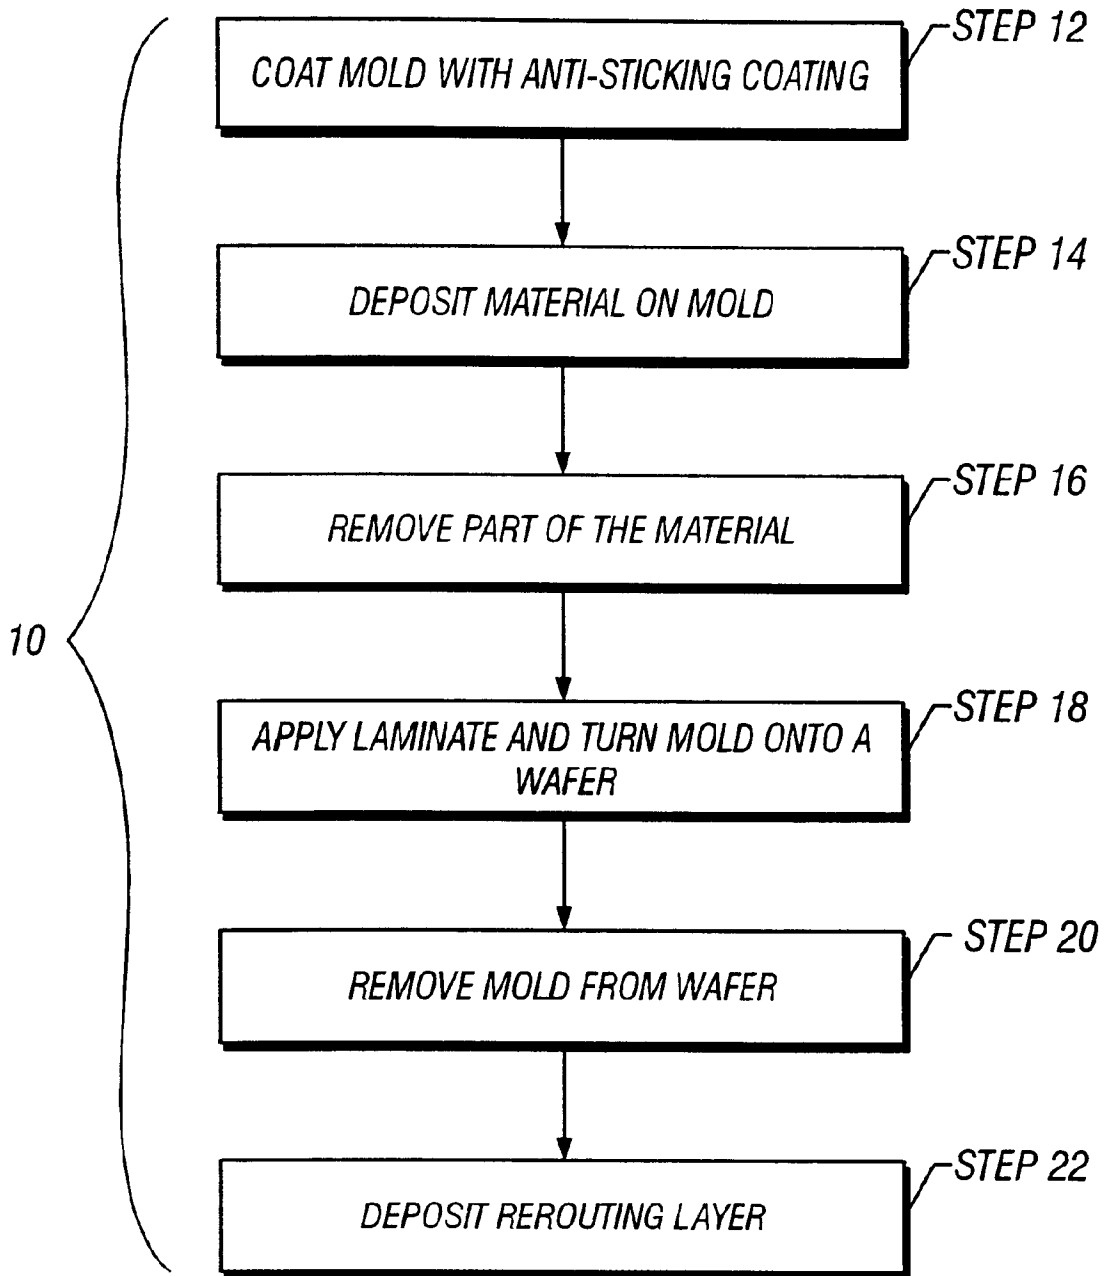 STEP 12
COAT MOLD WITH ANTI-STICKING COATING
STEP 14
DEPOSIT MATERIAL ON MOLD
STEP 16
REMOVE PART OF THE MATERIAL
10
STEP 18
APPLY LAMINATE AND TURN MOLD ONTO A
WAFER
STEP 20
REMOVE MOLD FROM WAFER
STEP 22
DEPOSIT REROUTING LAYER